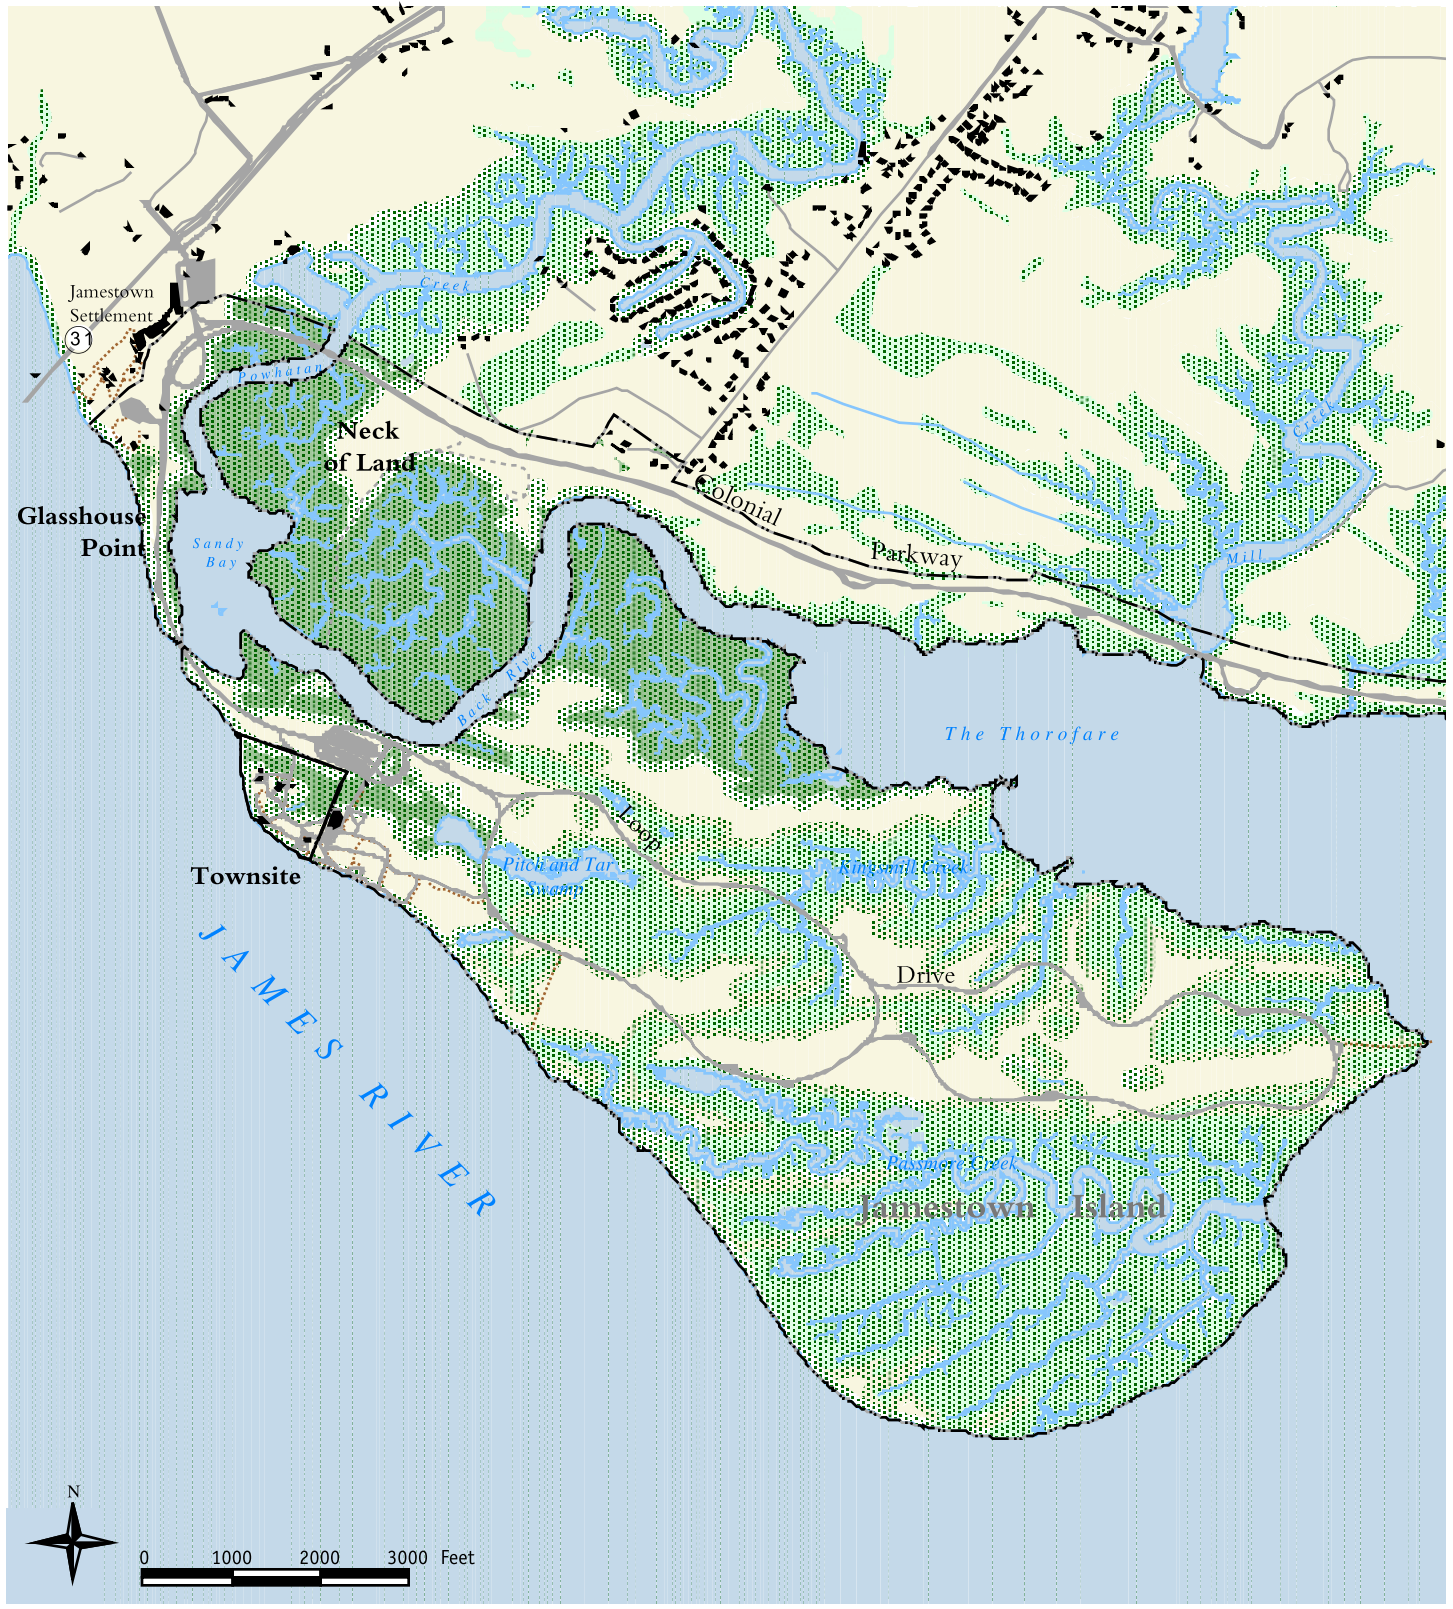 Creek
Jamestown
Settlement
31
Powhatan
Neck
of Land
Creek
Colonial
Glasshouse
Point
Sandy
Bay
Parkway
Mill
Back River
The Thorofare
Loop
Pitch and Tar
Swamp
Kingsmill Creek
Townsite
JAMES RIVER
Drive
Passmore Creek
Jamestown Island
N
0 1000 2000 3000 Feet